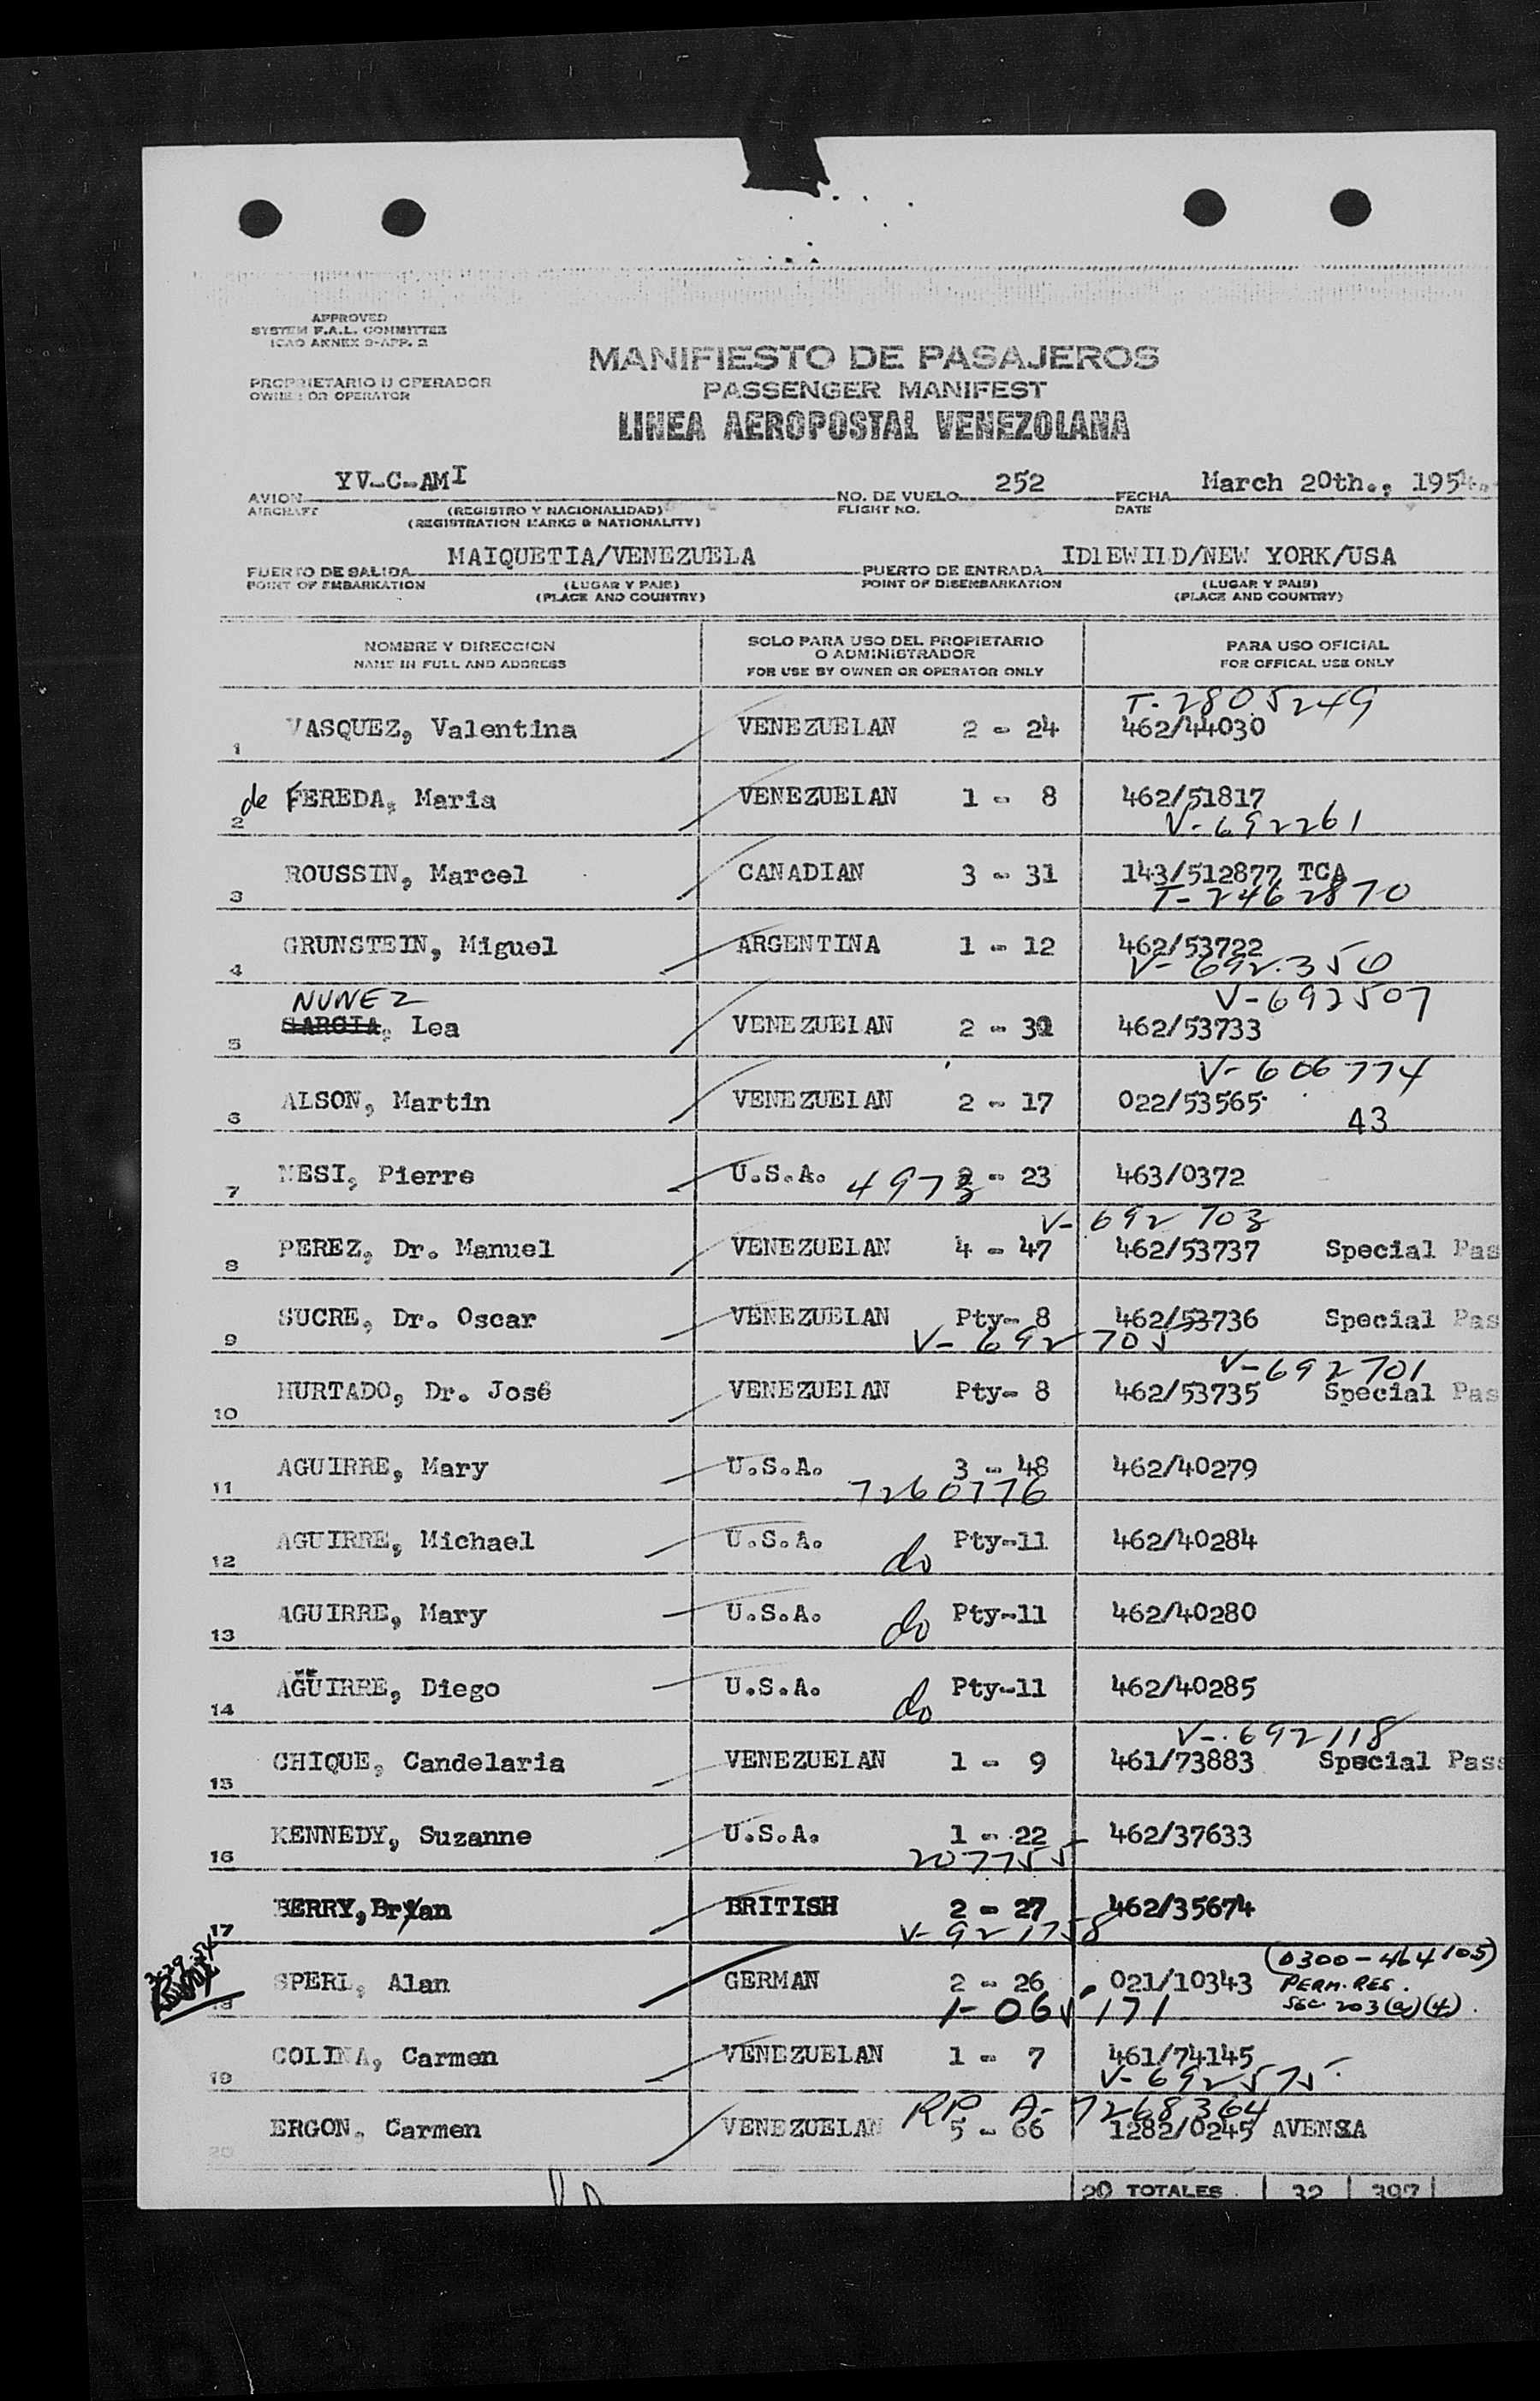 APPROVED
SYSTEM F.A.L. COMMITTEE
ICAO ANNEX 9-APP. 2
PROPRIETARIO U OPERADOR
OWNER OR OPERATOR
MANIFIESTO DE PASAJEROS
PASSENGER MANIFEST
LINEA AEROPOSTAL VENEZOLANA
AVION YV-C-AMI NO. DE VUELO 252 FECHA March 20th., 1954.
AIRCRAFT (REGISTRO Y NACIONALIDAD) FLIGHT NO. DATE
(REGISTRATION MARKS & NATIONALITY)
PUERTO DE SALIDA MAIQUETIA/VENEZUELA PUERTO DE ENTRADA IDlEWILD/NEW YORK/USA
POINT OF EMBARKATION (LUGAR Y PAIS) POINT OF DISEMBARKATION (LUGAR Y PAIS)
(PLACE AND COUNTRY) (PLACE AND COUNTRY)
NOMBRE Y DIRECCION SOLO PARA USO DEL PROPIETARIO O ADMINISTRADOR PARA USO OFICIAL
NAME IN FULL AND ADDRESS FOR USE BY OWNER OR OPERATOR ONLY FOR OFFICAL USE ONLY
T-2805249
1 VASQUEZ, Valentina VENEZUELAN 2 - 24 462/44030
2 de FEREDA, Maria VENEZUELAN 1 - 8 462/51817
V-692261
3 ROUSSIN, Marcel CANADIAN 3 - 31 143/512877 TCA
T-2462870
4 GRUNSTEIN, Miguel ARGENTINA 1 - 12 462/53722
V-692350
NUNEZ V-692507
5 GARCIA, Lea VENEZUELAN 2 - 30 462/53733
V-606774
6 ALSON, Martin VENEZUELAN 2 - 17 022/53565
43
7 NESI, Pierre U.S.A. 4973 2 - 23 463/0372
V-692703
8 PEREZ, Dr. Manuel VENEZUELAN 4 - 47 462/53737 Special Pas
9 SUCRE, Dr. Oscar VENEZUELAN Pty- 8 462/53736 Special Pas
V-692705
V-692701
10 HURTADO, Dr. José VENEZUELAN Pty- 8 462/53735 Special Pas
11 AGUIRRE, Mary U.S.A. 3 - 48 462/40279
7260776
12 AGUIRRE, Michael U.S.A. do Pty-11 462/40284
13 AGUIRRE, Mary U.S.A. do Pty-11 462/40280
14 AGUIRRE, Diego U.S.A. do Pty-11 462/40285
V-692118
15 CHIQUE, Candelaria VENEZUELAN 1 - 9 461/73883 Special Pass
16 KENNEDY, Suzanne U.S.A. 1 - 22 462/37633
207755
17 BERRY, Bryan BRITISH 2 - 27 462/35674
V-921758
3-29-54 (0300-464105)
18 SPERL, Alan GERMAN 2 - 26 021/10343 PERM. RES.
I-065171 SEC 203(a)(4).
19 COLINA, Carmen VENEZUELAN 1 - 7 461/74145
V-692575
RP A-7268364
20 ERGON, Carmen VENEZUELAN 5 - 66 1282/0245 AVENSA
20 TOTALES 32 397